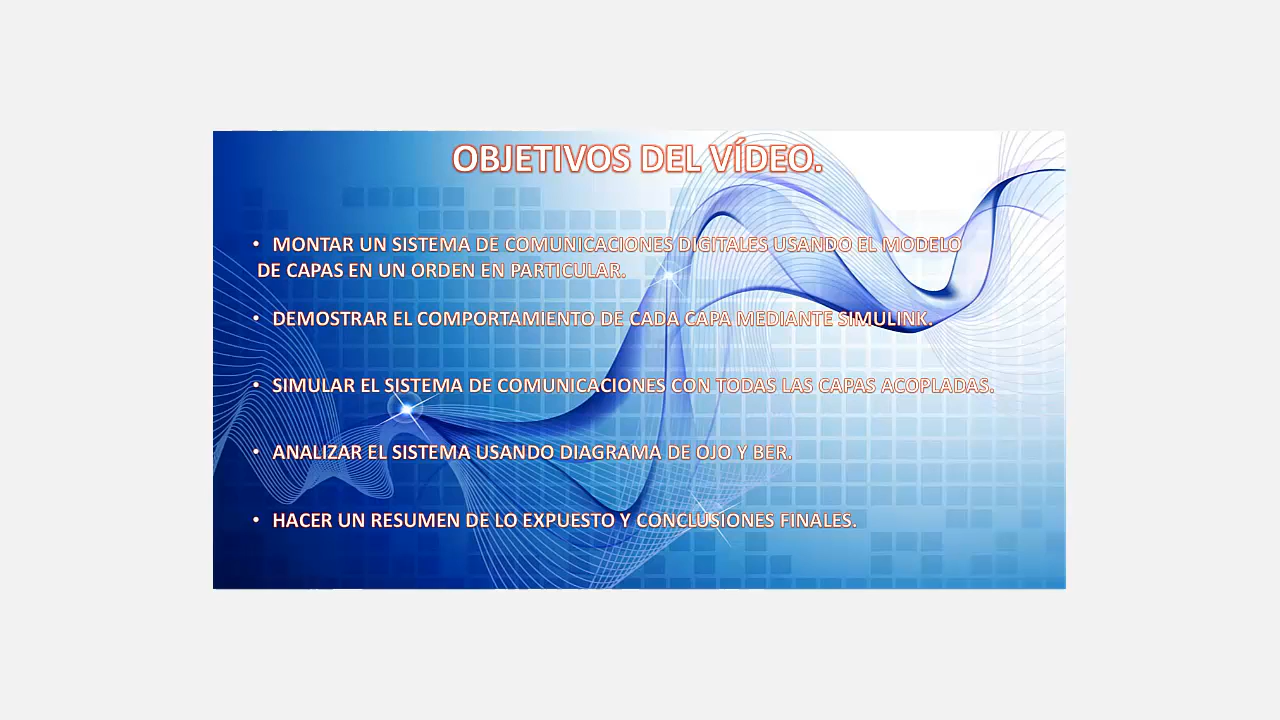 OBJETIVOS DEL VÍDEO.
• MONTAR UN SISTEMA DE COMUNICACIONES DIGITALES USANDO EL MODELO
DE CAPAS EN UN ORDEN EN PARTICULAR.
• DEMOSTRAR EL COMPORTAMIENTO DE CADA CAPA MEDIANTE SIMULINK.
• SIMULAR EL SISTEMA DE COMUNICACIONES CON TODAS LAS CAPAS ACOPLADAS.
• ANALIZAR EL SISTEMA USANDO DIAGRAMA DE OJO Y BER.
• HACER UN RESUMEN DE LO EXPUESTO Y CONCLUSIONES FINALES.